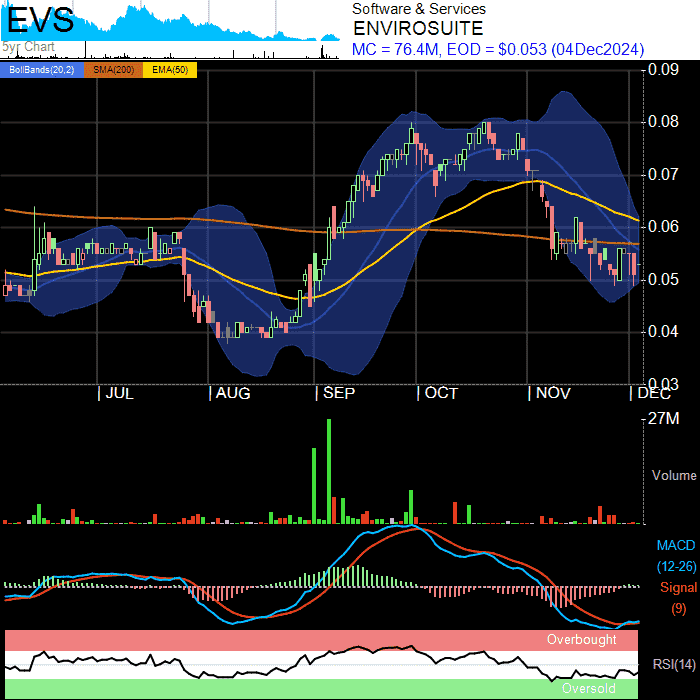 EVS
5yr Chart
Software & Services
ENVIROSUITE
MC = 76.4M, EOD = $0.053 (04Dec2024)
BollBands(20,2) SMA(200) EMA(50)
0.09
0.08
0.07
0.06
0.05
0.04
0.03
| JUL | AUG | SEP | OCT | NOV | DEC
27M
Volume
MACD
(12-26)
Signal
(9)
Overbought
RSI(14)
Oversold